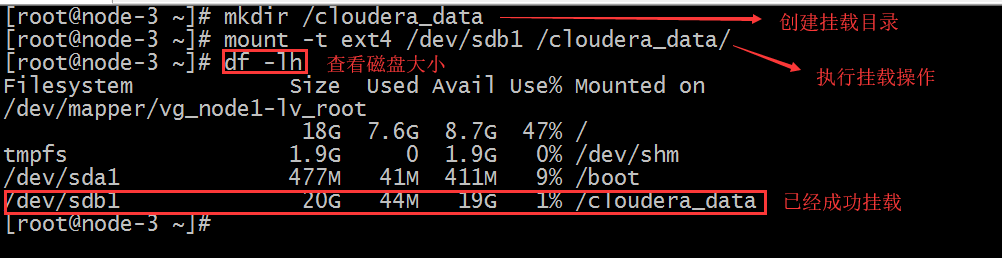 [root@node-3 ~]# mkdir /cloudera_data 创建挂载目录
[root@node-3 ~]# mount -t ext4 /dev/sdb1 /cloudera_data/
[root@node-3 ~]# df -lh 查看磁盘大小 执行挂载操作
Filesystem Size Used Avail Use% Mounted on
/dev/mapper/vg_node1-lv_root
18G 7.6G 8.7G 47% /
tmpfs 1.9G 0 1.9G 0% /dev/shm
/dev/sda1 477M 41M 411M 9% /boot
/dev/sdb1 20G 44M 19G 1% /cloudera_data 已经成功挂载
[root@node-3 ~]#